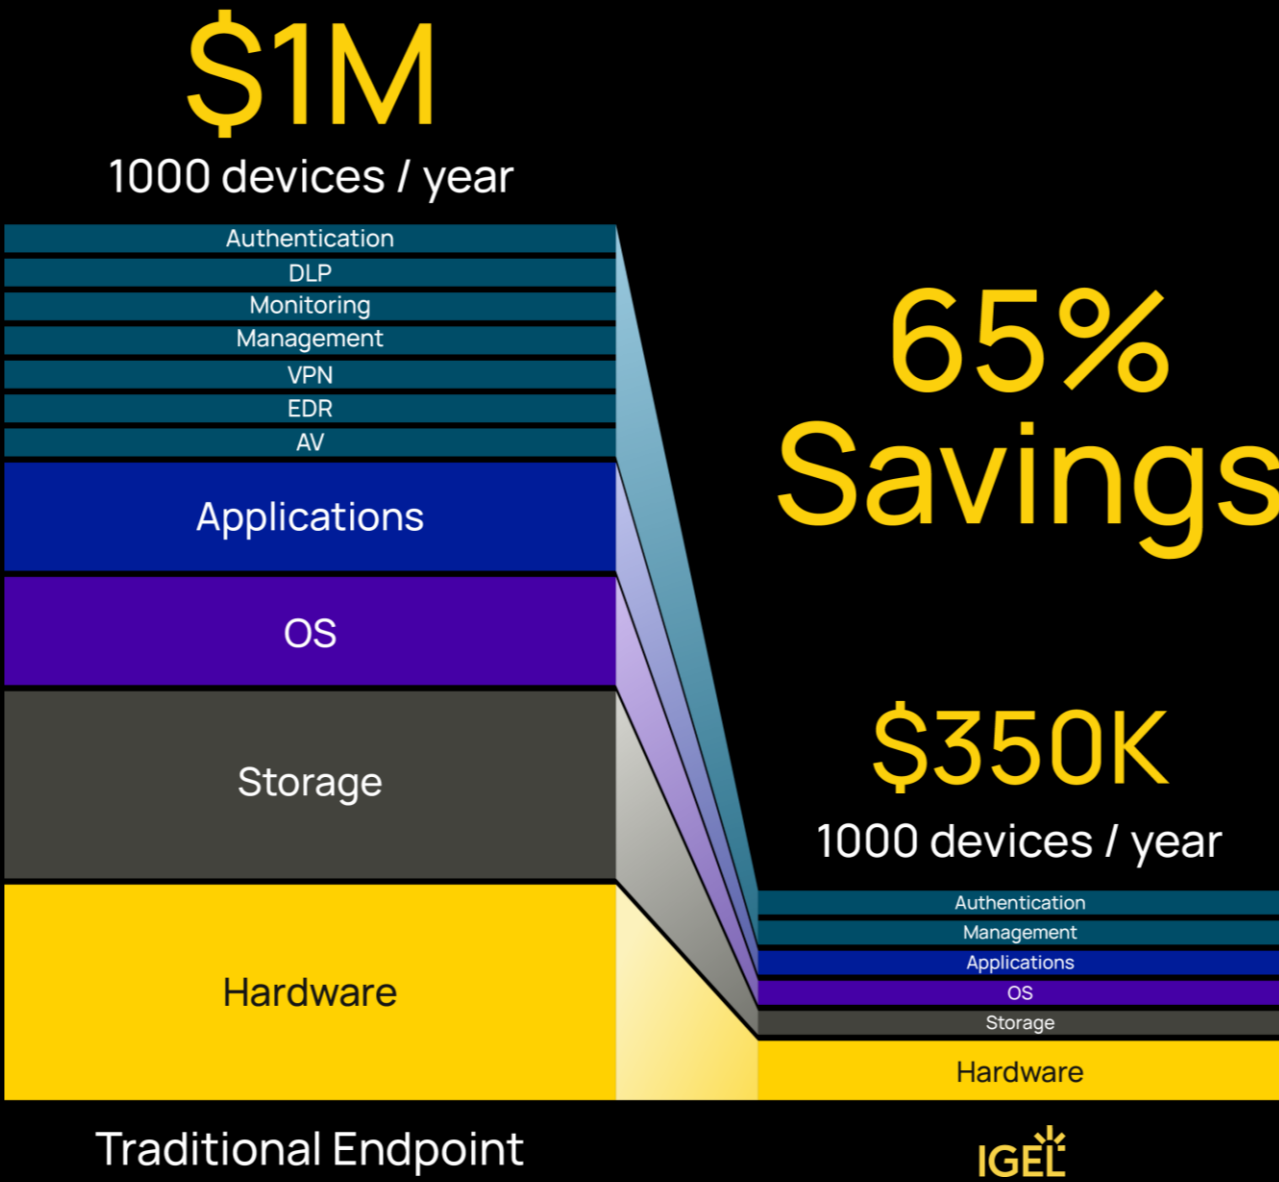 $1M
1000 devices / year
Authentication
DLP
Monitoring
Management
VPN
EDR
AV
Applications
OS
Storage
Hardware
Traditional Endpoint
65%
Savings
$350K
1000 devices / year
Authentication
Management
Applications
OS
Storage
Hardware
IGEL